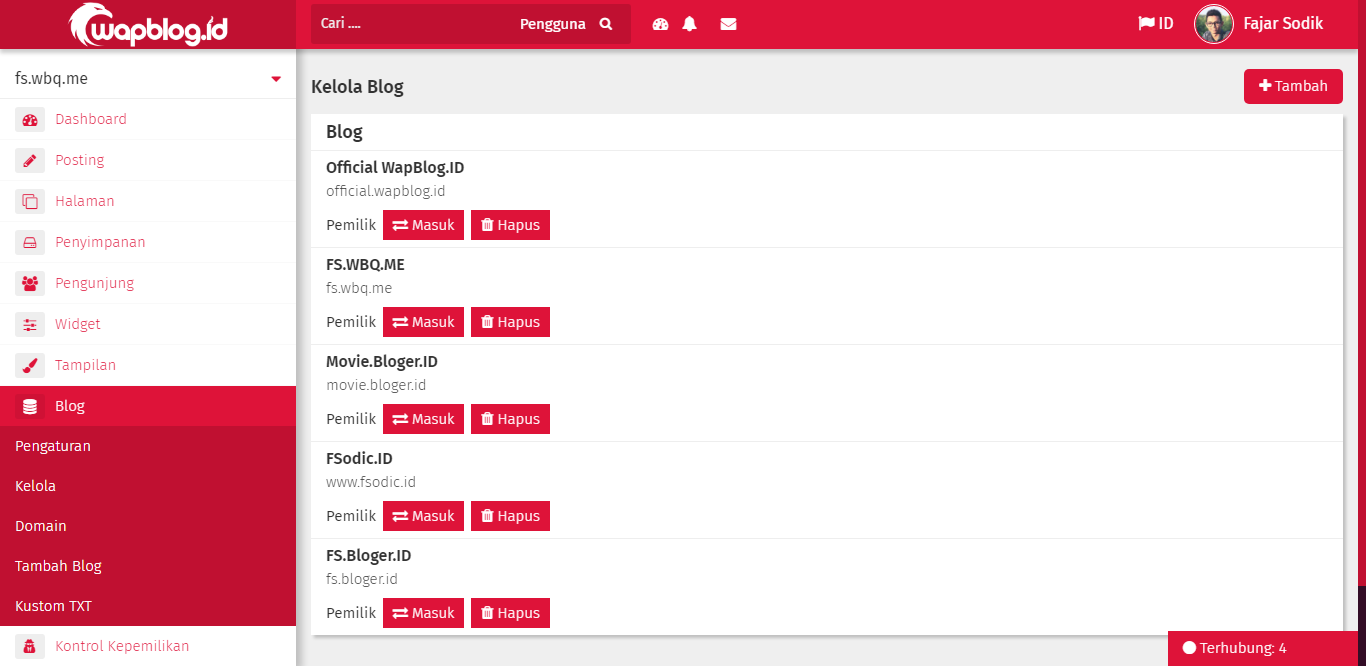 wapblog.id
Cari ....
Pengguna
ID
Fajar Sodik
fs.wbq.me
Dashboard
Posting
Halaman
Penyimpanan
Pengunjung
Widget
Tampilan
Blog
Pengaturan
Kelola
Domain
Tambah Blog
Kustom TXT
Kontrol Kepemilikan
Kelola Blog
Tambah
Blog
Official WapBlog.ID
official.wapblog.id
Pemilik Masuk Hapus
FS.WBQ.ME
fs.wbq.me
Pemilik Masuk Hapus
Movie.Bloger.ID
movie.bloger.id
Pemilik Masuk Hapus
FSodic.ID
www.fsodic.id
Pemilik Masuk Hapus
FS.Bloger.ID
fs.bloger.id
Pemilik Masuk Hapus
Terhubung: 4